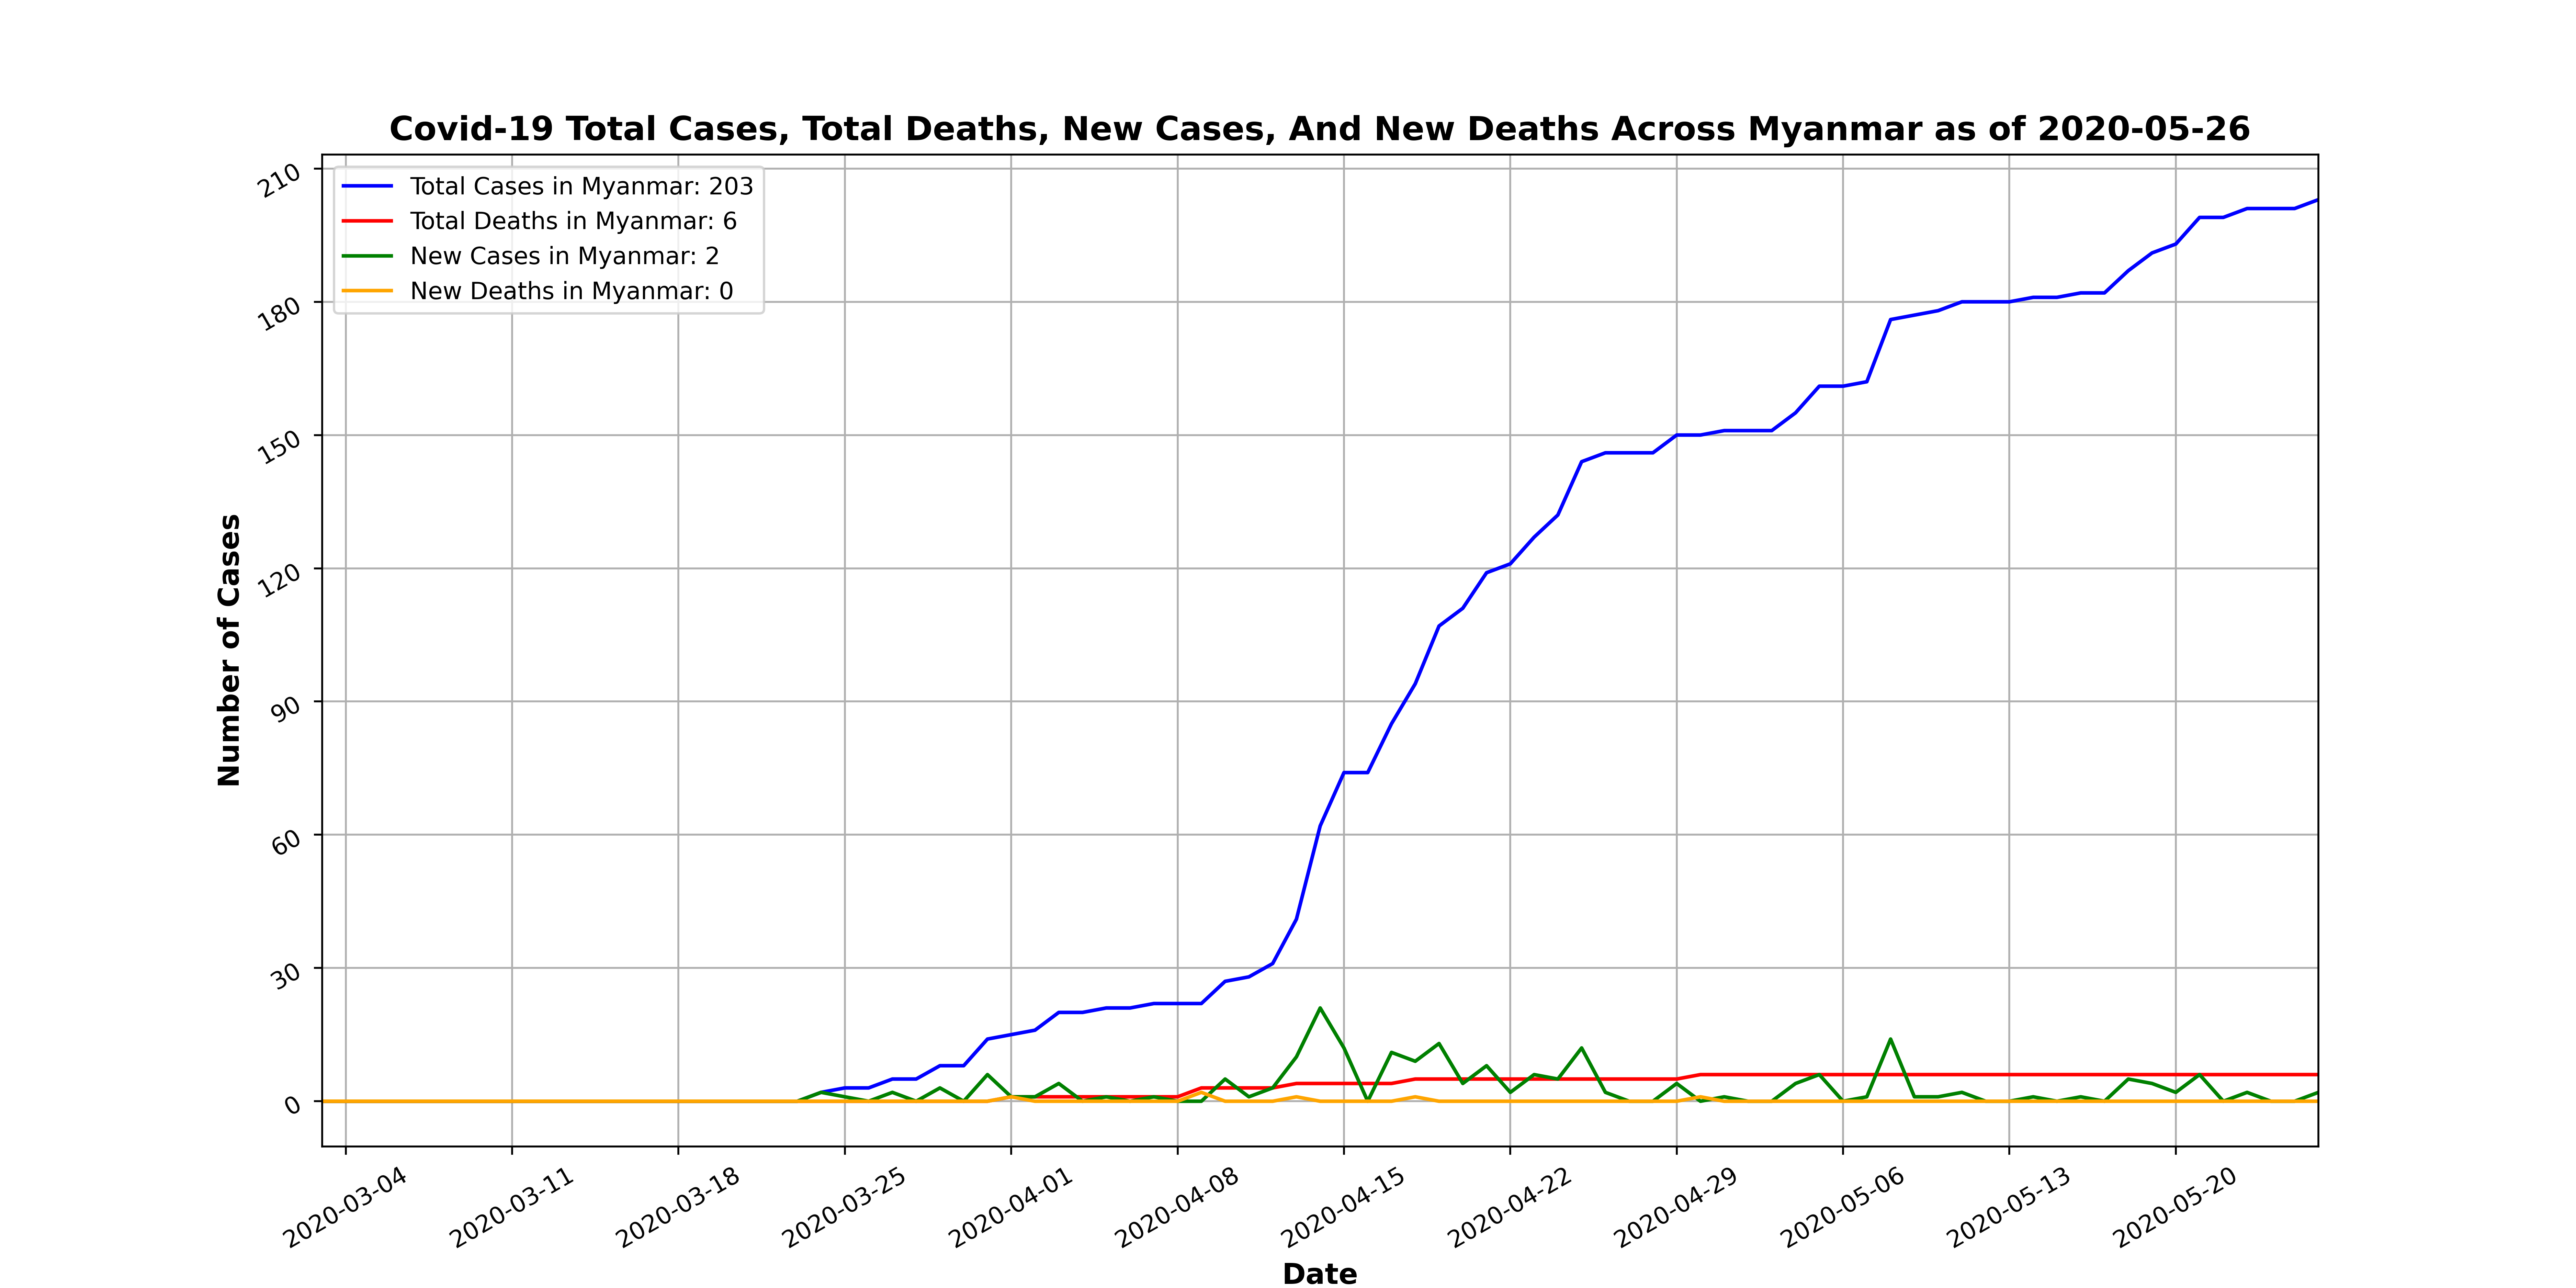 Covid-19 Total Cases, Total Deaths, New Cases, And New Deaths Across Myanmar as of 2020-05-26
Total Cases in Myanmar: 203
Total Deaths in Myanmar: 6
New Cases in Myanmar: 2
New Deaths in Myanmar: 0
Number of Cases
210
180
150
120
90
60
30
0
2020-03-04
2020-03-11
2020-03-18
2020-03-25
2020-04-01
2020-04-08
2020-04-15
2020-04-22
2020-04-29
2020-05-06
2020-05-13
2020-05-20
Date